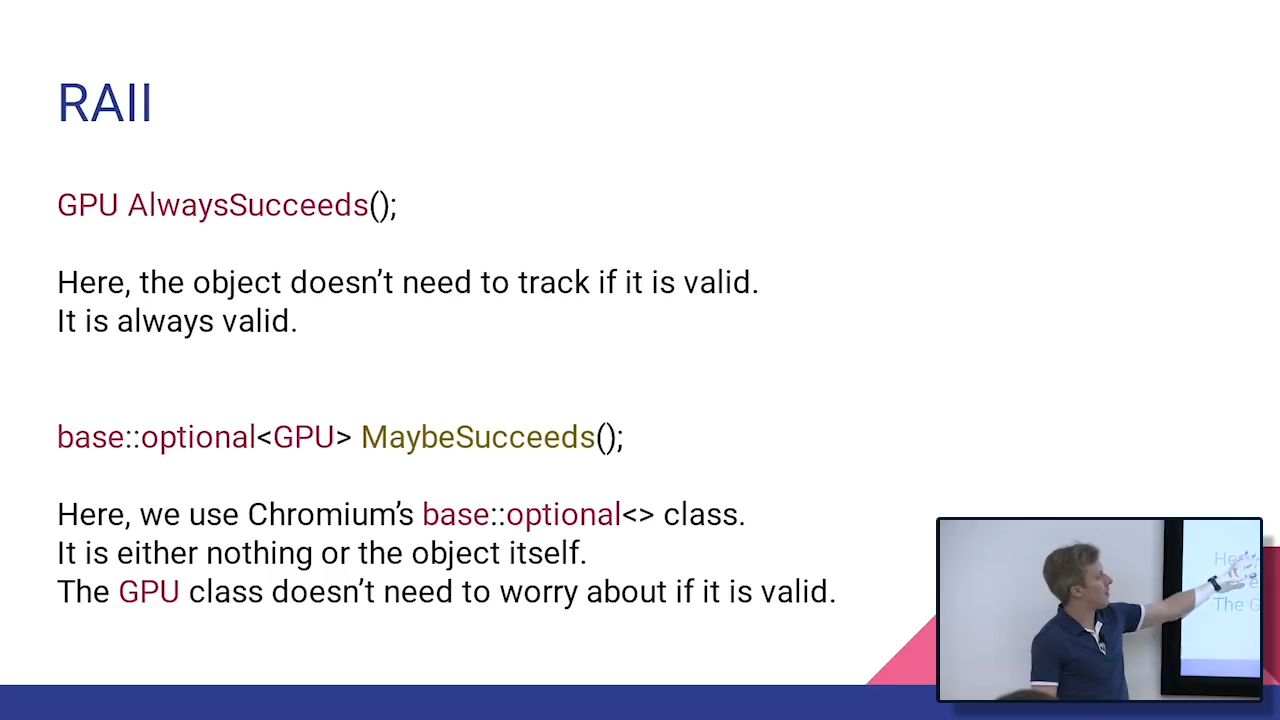 RAII
GPU AlwaysSucceeds();
Here, the object doesn’t need to track if it is valid.
It is always valid.
base::optional<GPU> MaybeSucceeds();
Here, we use Chromium’s base::optional<> class.
It is either nothing or the object itself.
The GPU class doesn’t need to worry about if it is valid.
The G